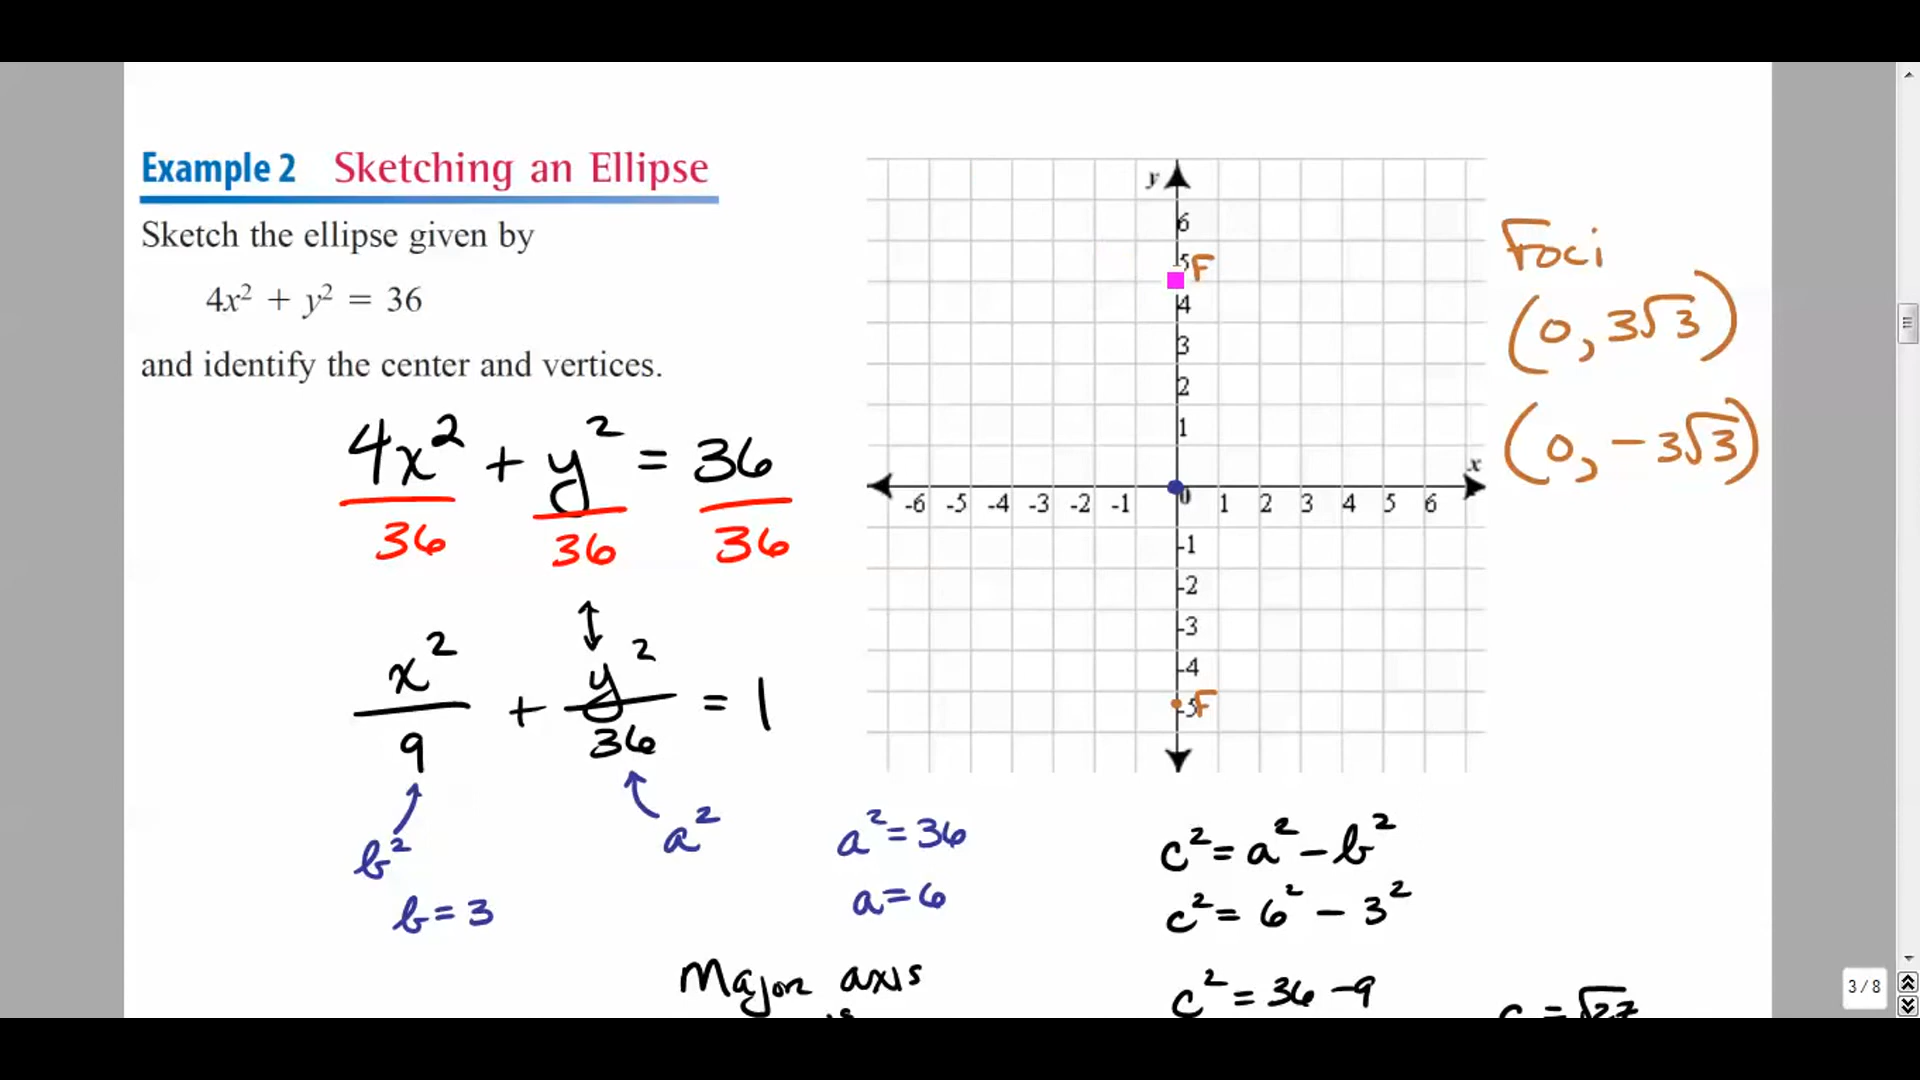 Example 2 Sketching an Ellipse
Sketch the ellipse given by
4x² + y² = 36
and identify the center and vertices.
4x² + y² = 36
36 36 36
x² + y² = 1
9 36
b² a²
b = 3
a² = 36
a = 6
Major axis
y
6
5 F
4
3
2
1
x
-6 -5 -4 -3 -2 -1 0 1 2 3 4 5 6
-1
-2
-3
-4
-5 F
Foci
(0, 3√3)
(0, -3√3)
c² = a² - b²
c² = 6² - 3²
c² = 36 - 9
c = √27
3 / 8